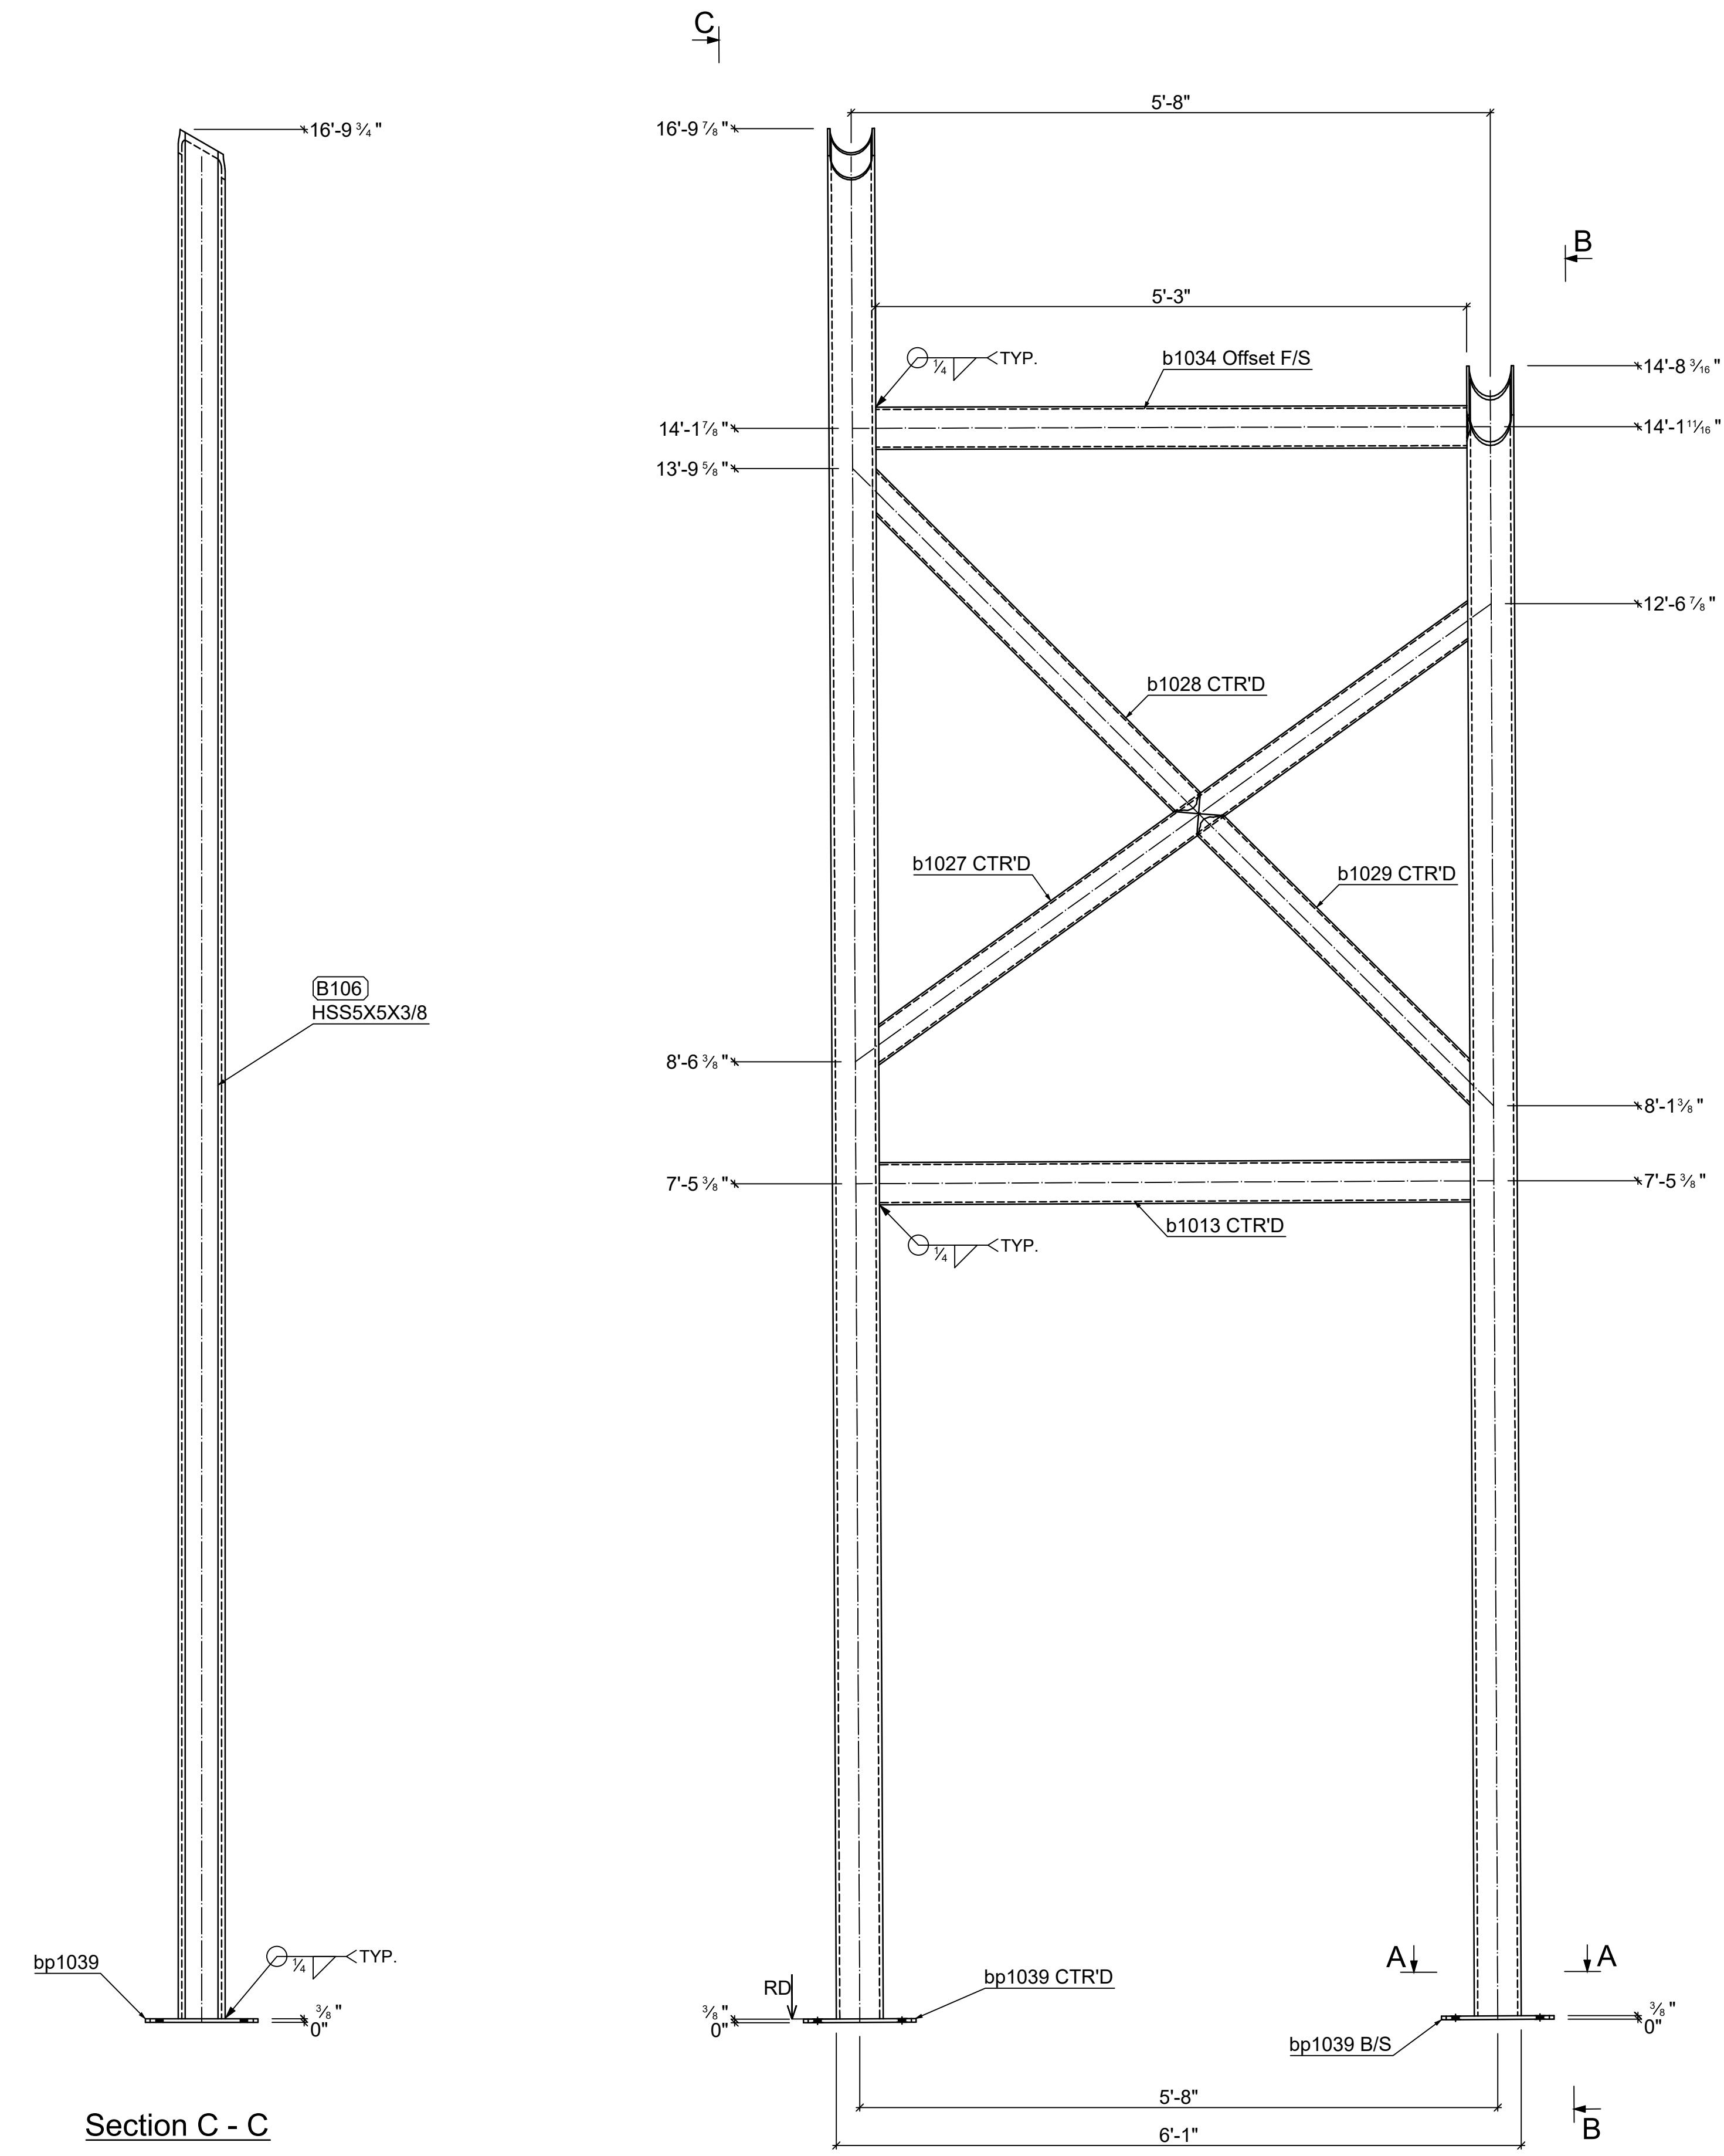 C
5'-8"
16'-9 3/4 "
16'-9 7/8 "
B
5'-3"
1/4 TYP.
b1034 Offset F/S
14'-8 3/16 "
14'-1 7/8 "
14'-1 11/16 "
13'-9 5/8 "
12'-6 7/8 "
b1028 CTR'D
b1027 CTR'D
b1029 CTR'D
B106
HSS5X5X3/8
8'-6 3/8 "
8'-1 3/8 "
7'-5 3/8 "
7'-5 3/8 "
b1013 CTR'D
1/4 TYP.
A A
bp1039
1/4 TYP.
RD
bp1039 CTR'D
3/8 "
0"
3/8 "
0"
3/8 "
0"
bp1039 B/S
5'-8"
B
6'-1"
Section C - C